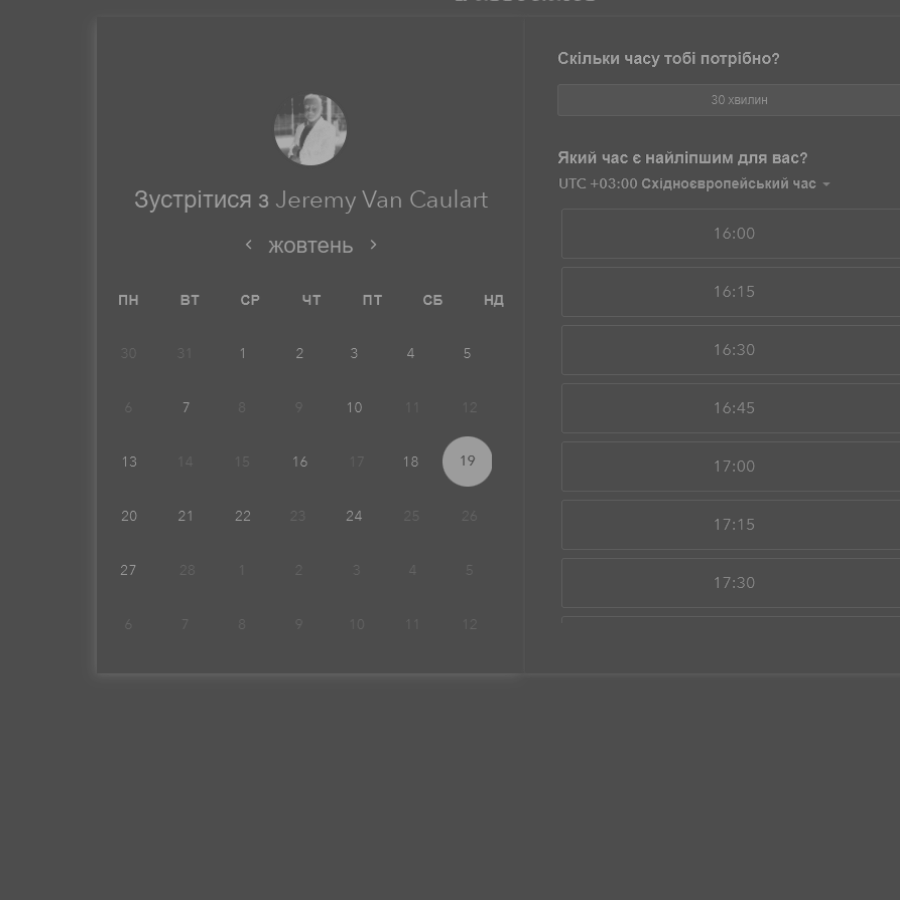 Зустрітися з Jeremy Van Caulart
жовтень
ПН ВТ СР ЧТ ПТ СБ НД
30 31 1 2 3 4 5
6 7 8 9 10 11 12
13 14 15 16 17 18 19
20 21 22 23 24 25 26
27 28 1 2 3 4 5
6 7 8 9 10 11 12
Скільки часу тобі потрібно?
30 хвилин
Який час є найліпшим для вас?
UTC +03:00 Східноєвропейський час
16:00
16:15
16:30
16:45
17:00
17:15
17:30